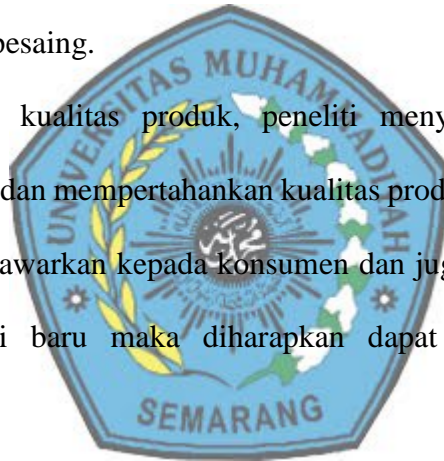 pesaing.
kualitas produk, peneliti meny
dan mempertahankan kualitas prod
awarkan kepada konsumen dan jug
i baru maka diharapkan dapat
UNIVERSITAS MUHAMMADIYAH
SEMARANG